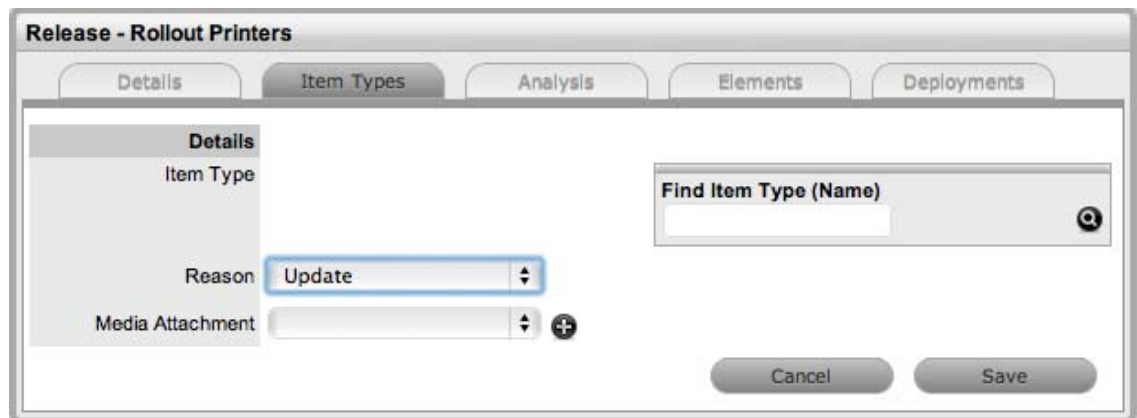 Release - Rollout Printers
Details
Item Types
Analysis
Elements
Deployments
Details
Item Type
Find Item Type (Name)
Reason
Update
Media Attachment
Cancel
Save